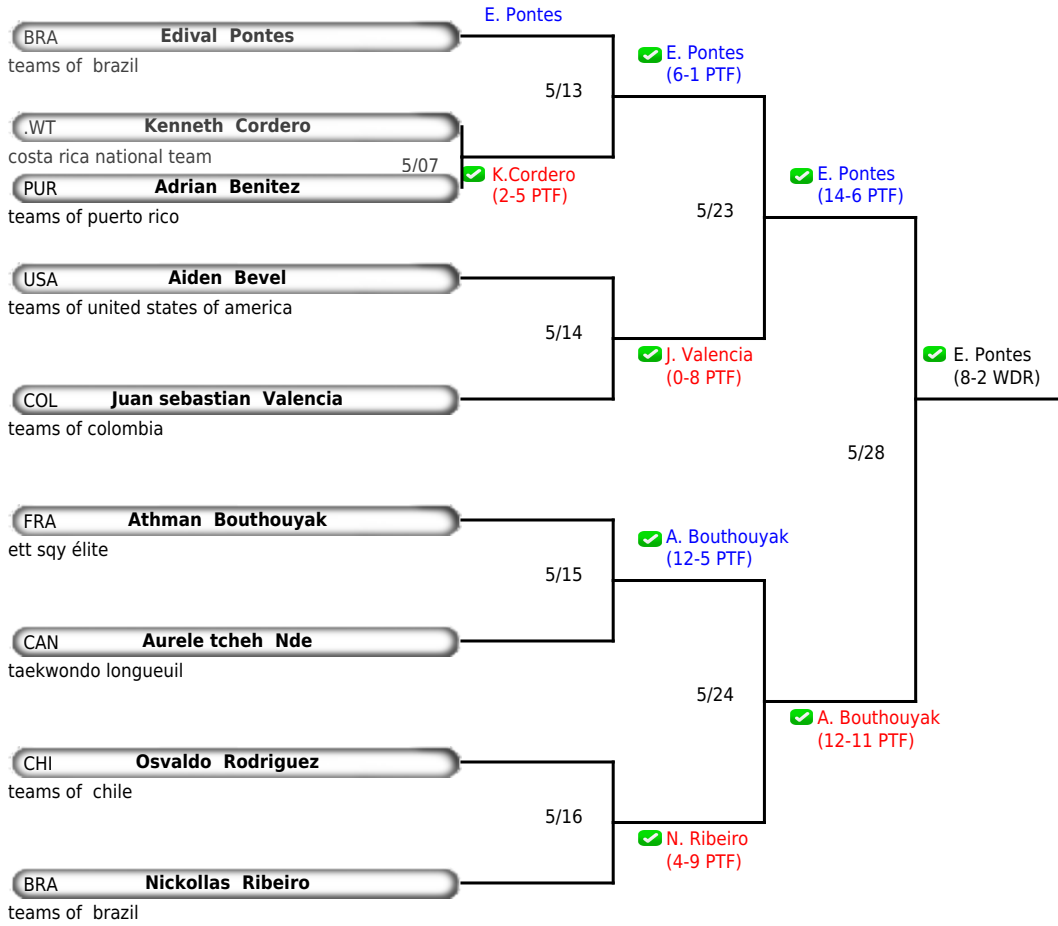 E. Pontes
BRA Edival Pontes
teams of brazil
E. Pontes
(6-1 PTF)
5/13
.WT Kenneth Cordero
costa rica national team
5/07
K.Cordero
(2-5 PTF)
PUR Adrian Benitez
teams of puerto rico
E. Pontes
(14-6 PTF)
5/23
USA Aiden Bevel
teams of united states of america
5/14
J. Valencia
(0-8 PTF)
COL Juan sebastian Valencia
teams of colombia
E. Pontes
(8-2 WDR)
5/28
FRA Athman Bouthouyak
ett sqy élite
A. Bouthouyak
(12-5 PTF)
5/15
CAN Aurele tcheh Nde
taekwondo longueuil
5/24
A. Bouthouyak
(12-11 PTF)
CHI Osvaldo Rodriguez
teams of chile
5/16
N. Ribeiro
(4-9 PTF)
BRA Nickollas Ribeiro
teams of brazil